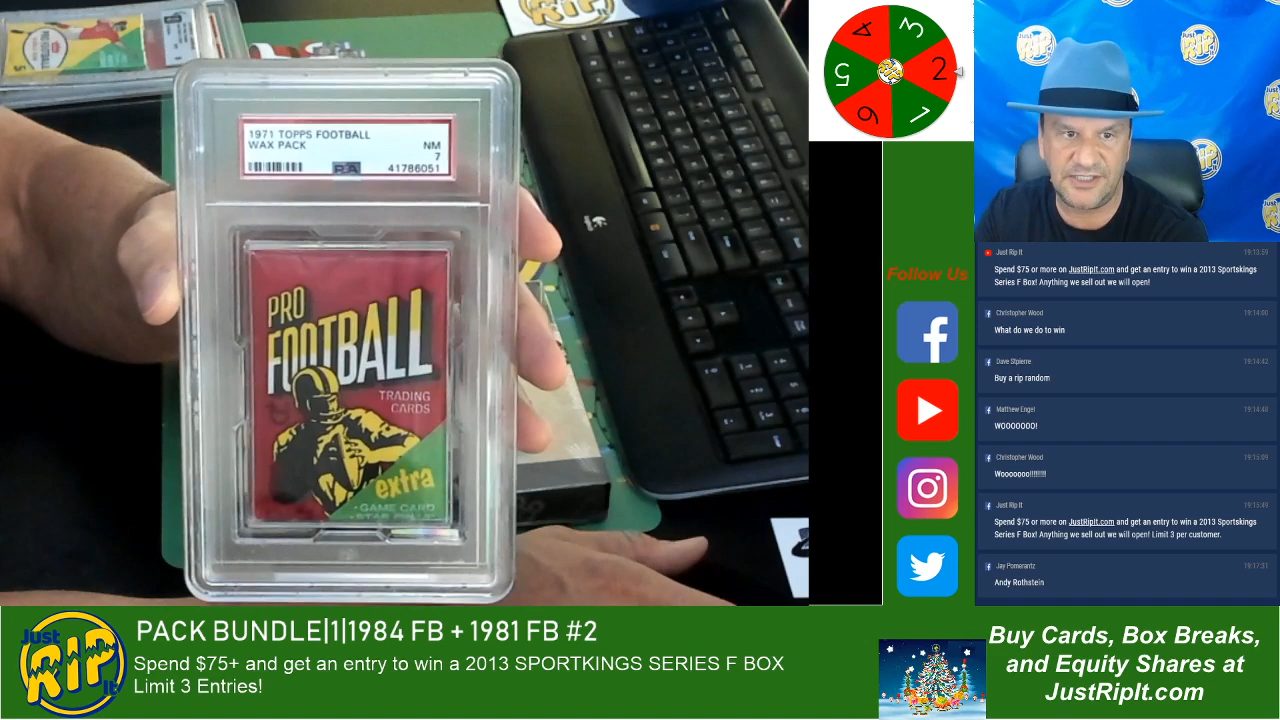 1971 TOPPS FOOTBALL
WAX PACK
NM
7
PSA
41786051
PRO
FOOTBALL
TRADING
CARDS
extra
GAME CARD
4
3
5
2
6
1
Follow Us
Just Rip It 19:13:59
Spend $75 or more on JustRipIt.com and get an entry to win a 2013 Sportskings
Series F Box! Anything we sell out we will open!
Christopher Wood 19:14:00
What do we do to win
Dave Stpierre 19:14:42
Buy a rip random
Matthew Engel 19:14:48
WOOOOOOO!
Christopher Wood 19:15:09
Wooooooo!!!!!!!!
Just Rip It 19:15:49
Spend $75 or more on JustRipIt.com and get an entry to win a 2013 Sportskings
Series F Box! Anything we sell out we will open! Limit 3 per customer.
Jay Pomerantz 19:17:31
Andy Rothstein
Just
RIP
It
PACK BUNDLE|1|1984 FB + 1981 FB #2
Spend $75+ and get an entry to win a 2013 SPORTKINGS SERIES F BOX
Limit 3 Entries!
Buy Cards, Box Breaks,
and Equity Shares at
JustRipIt.com